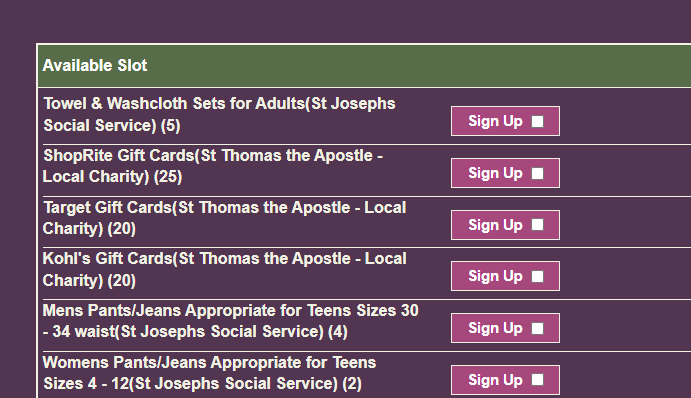 Available Slot
Towel & Washcloth Sets for Adults(St Josephs
Social Service) (5)
Sign Up
ShopRite Gift Cards(St Thomas the Apostle -
Local Charity) (25)
Sign Up
Target Gift Cards(St Thomas the Apostle - Local
Charity) (20)
Sign Up
Kohl's Gift Cards(St Thomas the Apostle - Local
Charity) (20)
Sign Up
Mens Pants/Jeans Appropriate for Teens Sizes 30
- 34 waist(St Josephs Social Service) (4)
Sign Up
Womens Pants/Jeans Appropriate for Teens
Sizes 4 - 12(St Josephs Social Service) (2)
Sign Up